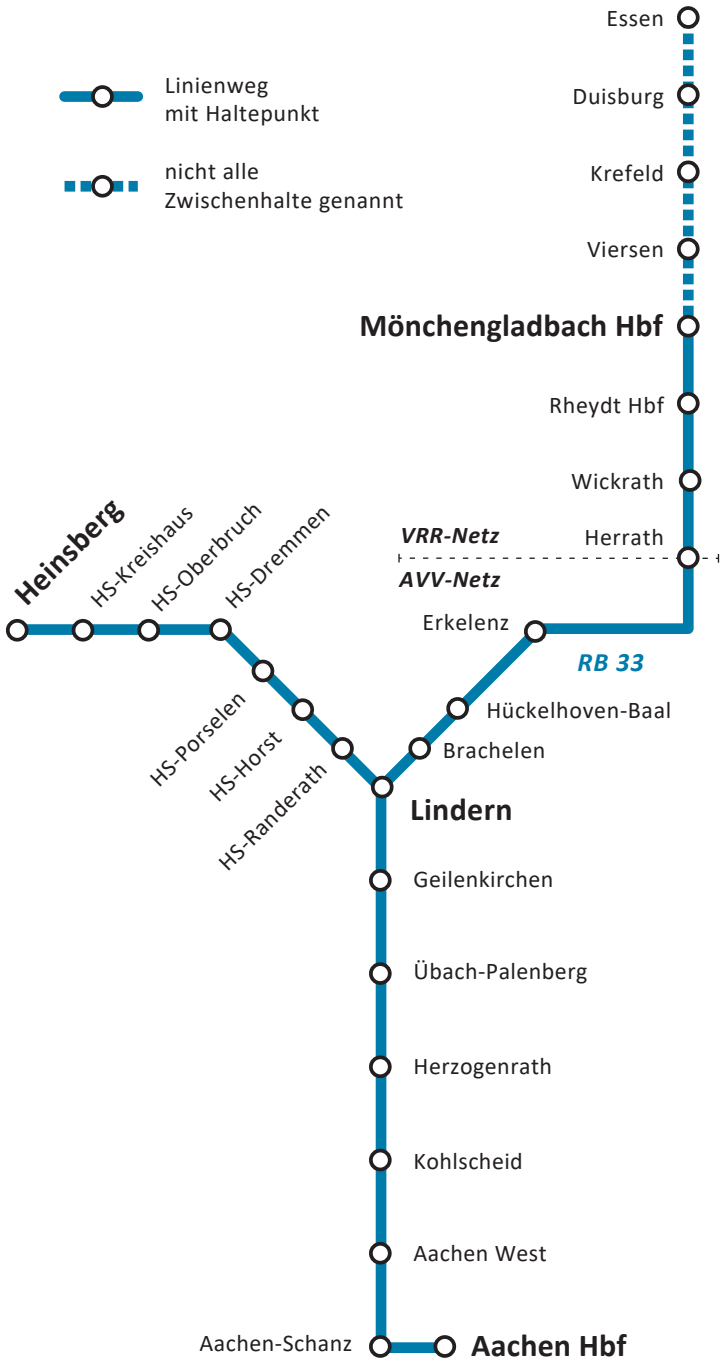 Essen
Linienweg
mit Haltepunkt
Duisburg
nicht alle
Zwischenhalte genannt
Krefeld
Viersen
Mönchengladbach Hbf
Rheydt Hbf
Wickrath
Herrath
VRR-Netz
AVV-Netz
Heinsberg
HS-Kreishaus
HS-Oberbruch
HS-Dremmen
Erkelenz
RB 33
HS-Porselen
HS-Horst
HS-Randerath
Hückelhoven-Baal
Brachelen
Lindern
Geilenkirchen
Übach-Palenberg
Herzogenrath
Kohlscheid
Aachen West
Aachen-Schanz
Aachen Hbf